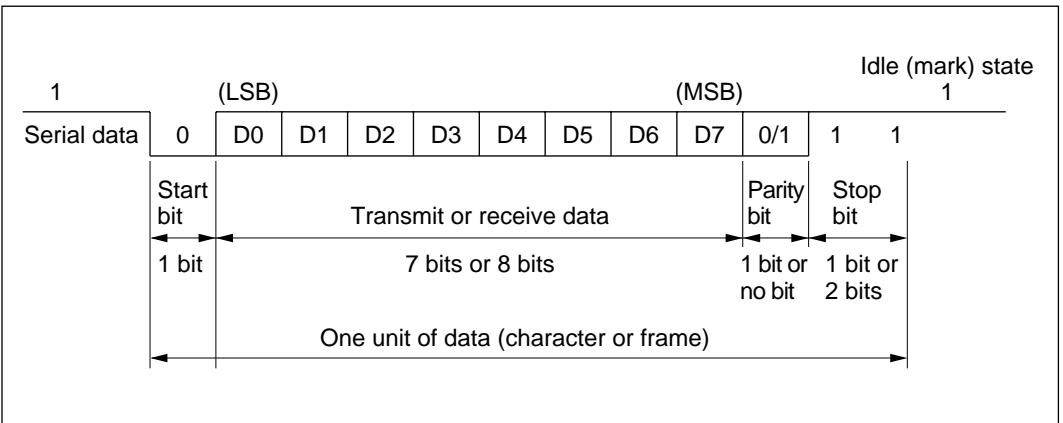 Idle (mark) state
1 (LSB) (MSB) 1
Serial data 0 D0 D1 D2 D3 D4 D5 D6 D7 0/1 1 1
Start bit
Transmit or receive data
Parity bit
Stop bit
1 bit
7 bits or 8 bits
1 bit or no bit
1 bit or 2 bits
One unit of data (character or frame)